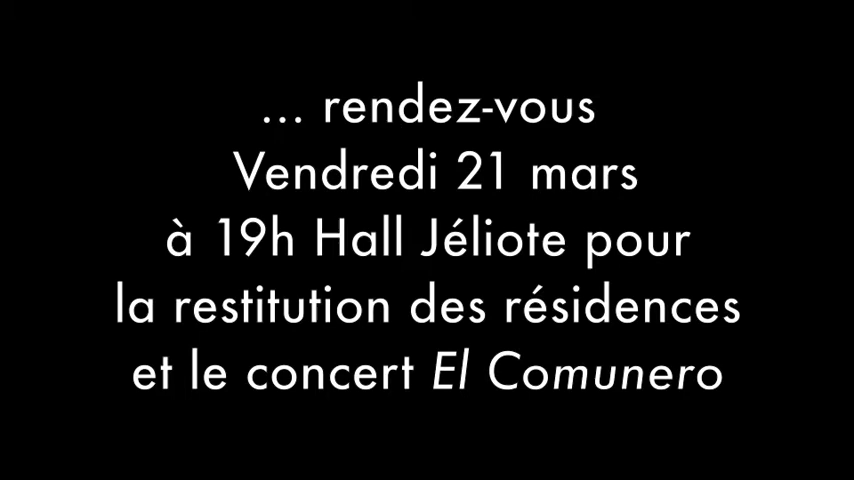 ... rendez-vous
Vendredi 21 mars
à 19h Hall Jéliote pour
la restitution des résidences
et le concert El Comunero